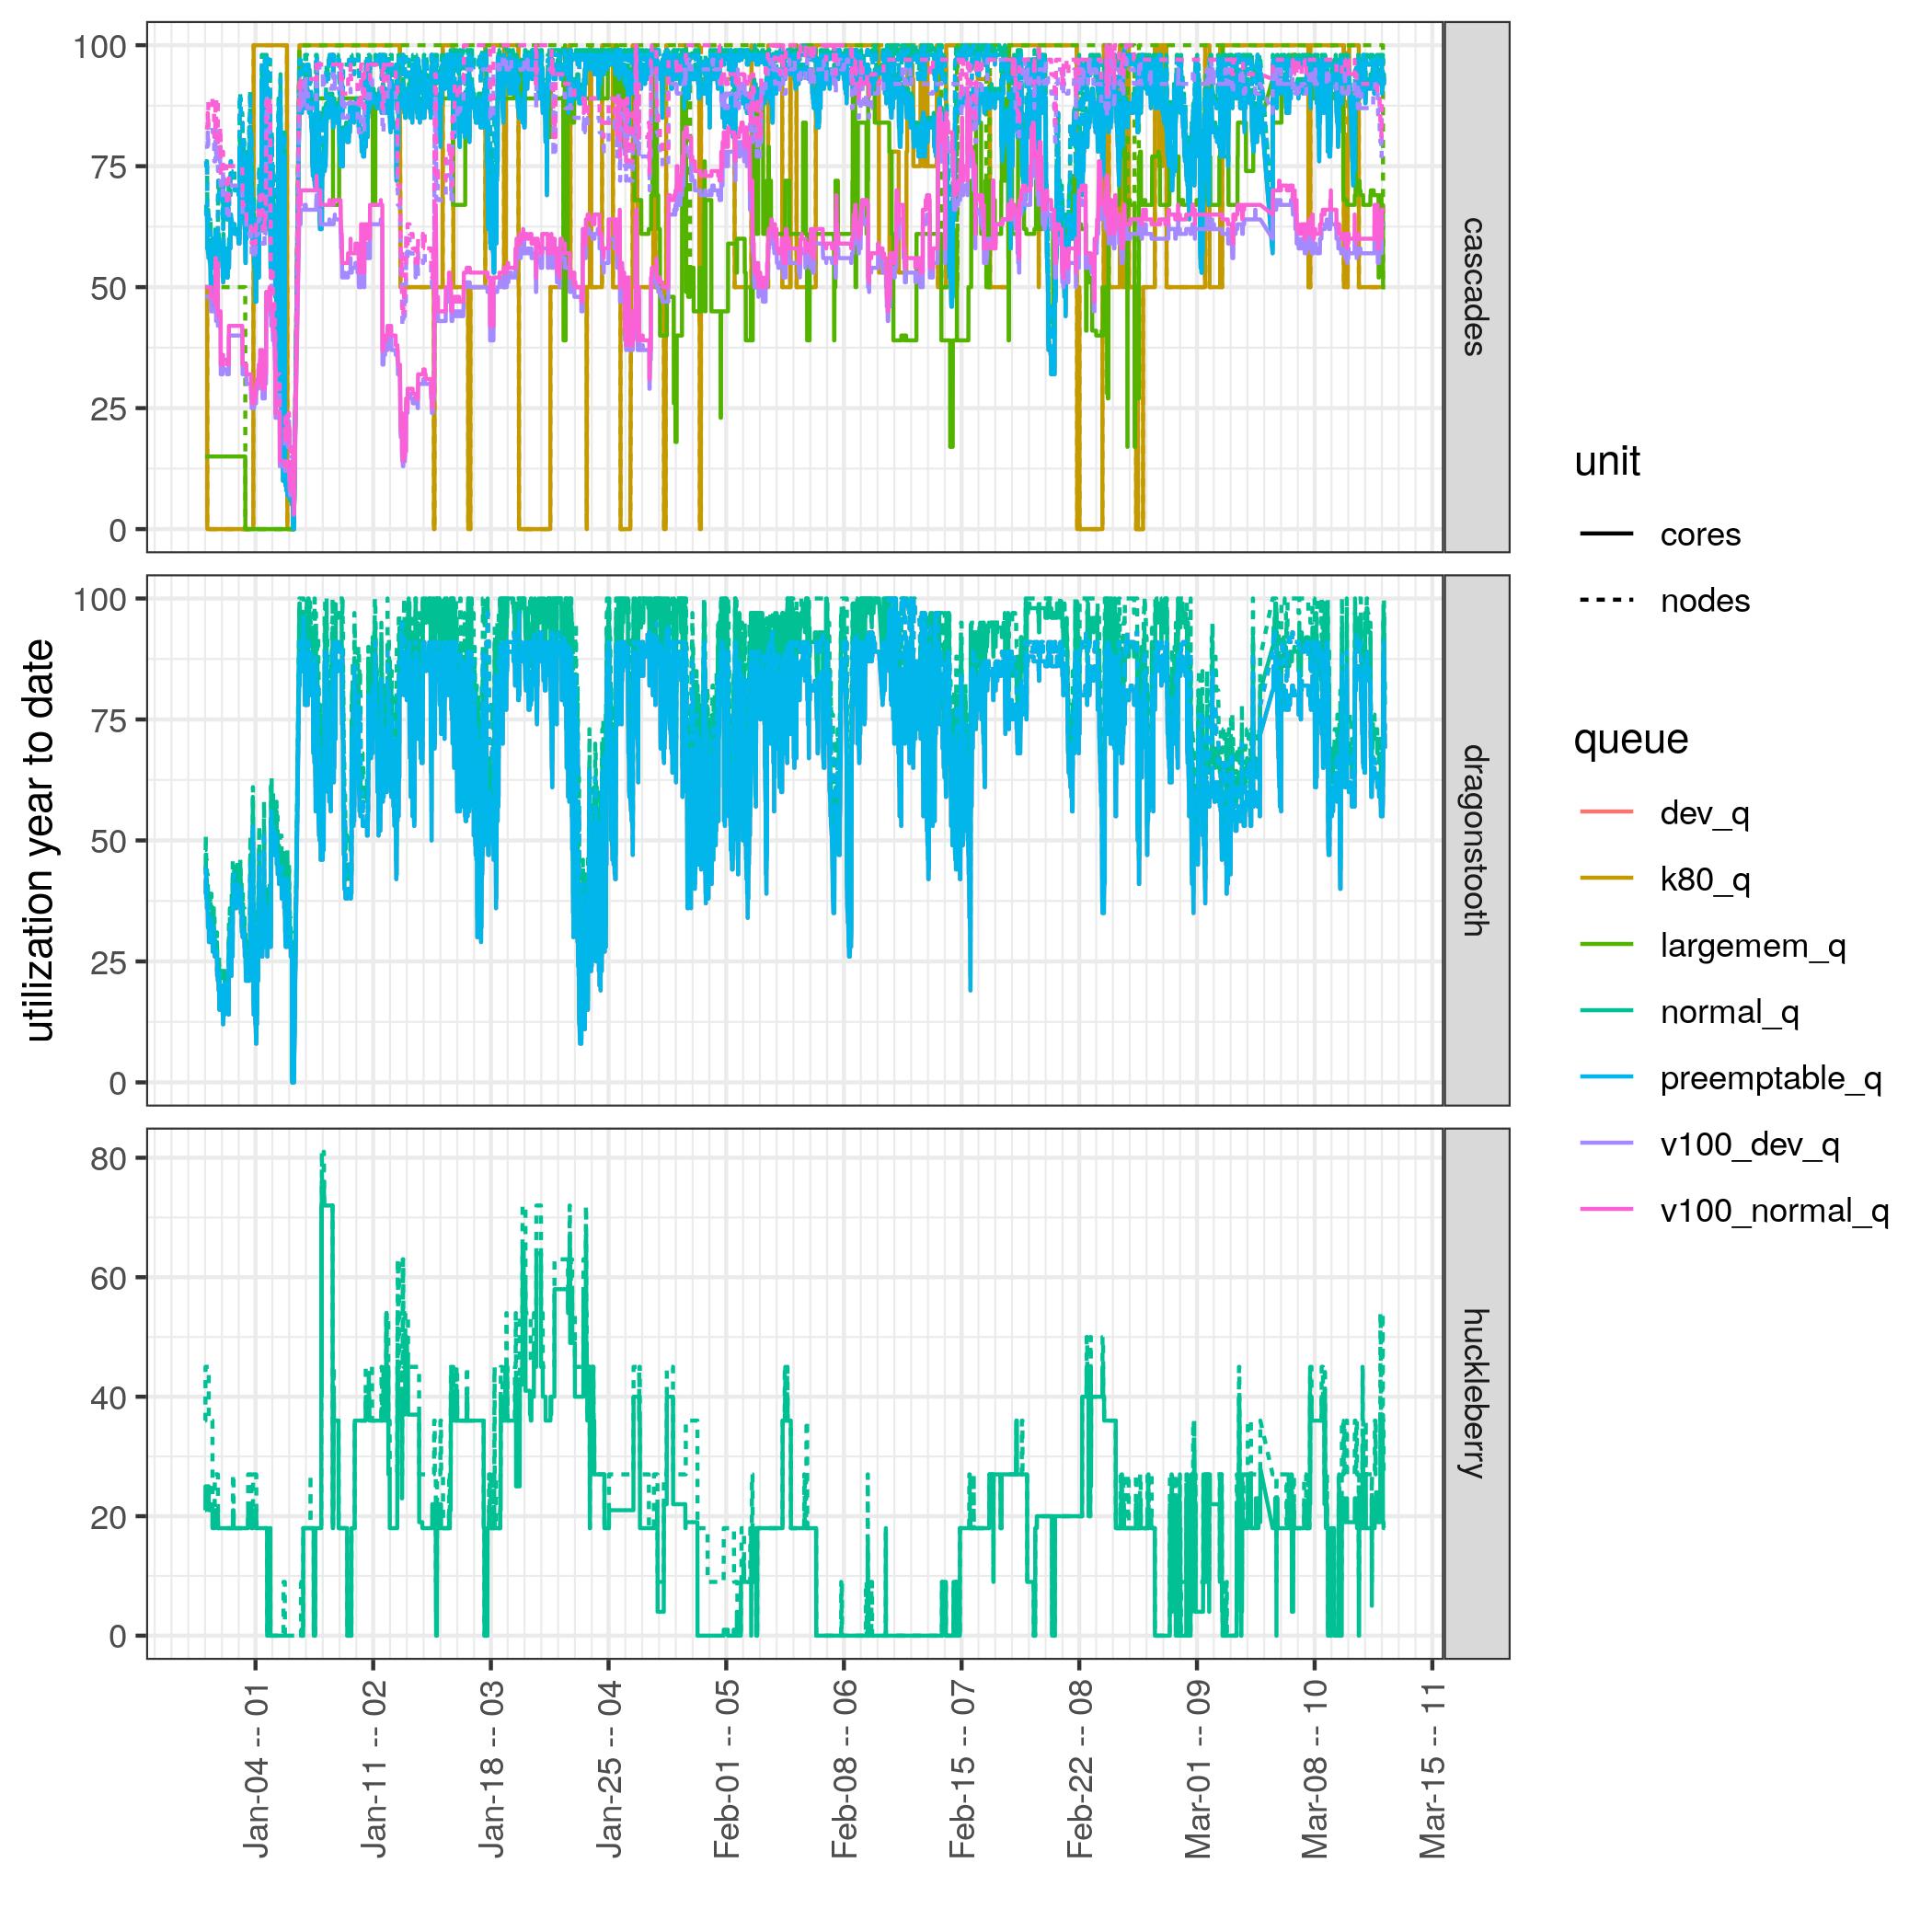 utilization year to date
100
75
50
25
0
cascades
100
75
50
25
0
dragonstooth
80
60
40
20
0
huckleberry
Jan-04 -- 01
Jan-11 -- 02
Jan-18 -- 03
Jan-25 -- 04
Feb-01 -- 05
Feb-08 -- 06
Feb-15 -- 07
Feb-22 -- 08
Mar-01 -- 09
Mar-08 -- 10
Mar-15 -- 11
unit
cores
nodes
queue
dev_q
k80_q
largemem_q
normal_q
preemptable_q
v100_dev_q
v100_normal_q